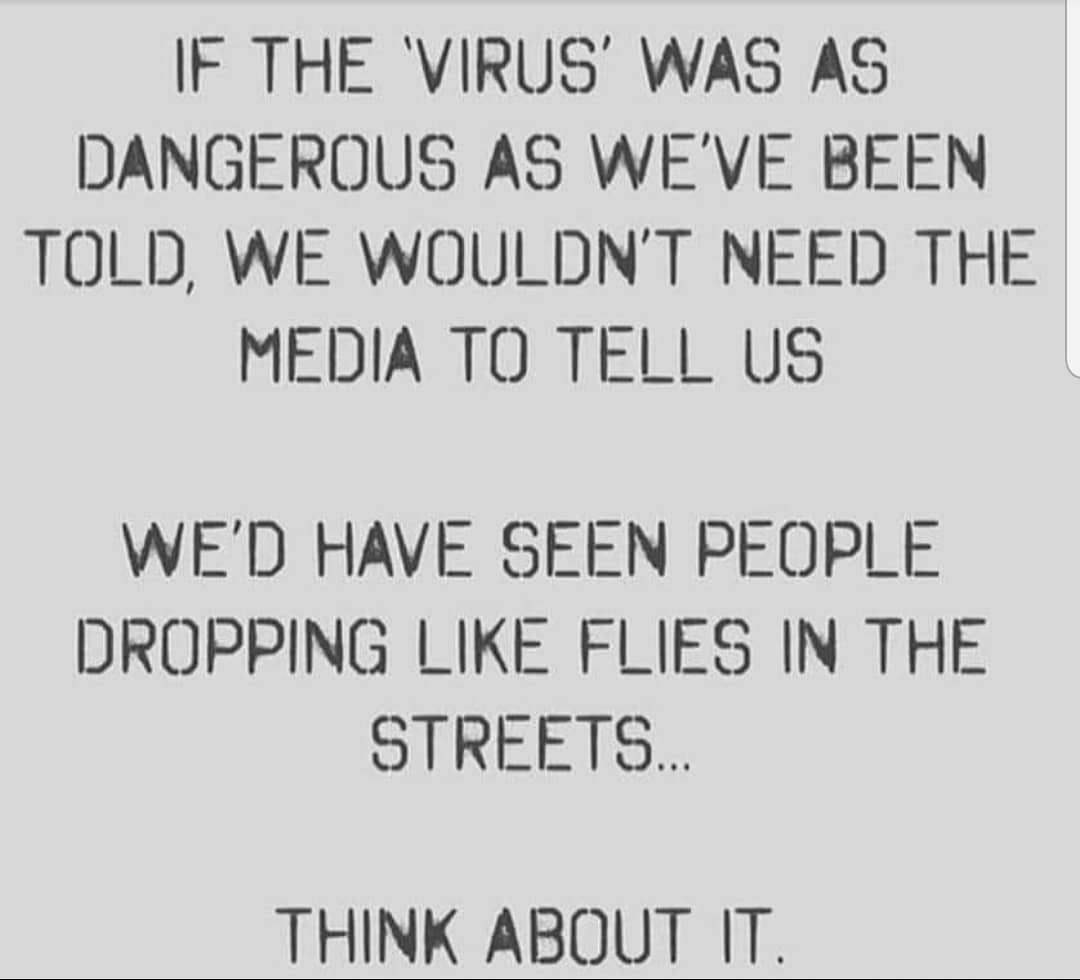 IF THE 'VIRUS' WAS AS
DANGEROUS AS WE'VE BEEN
TOLD, WE WOULDN'T NEED THE
MEDIA TO TELL US
WE'D HAVE SEEN PEOPLE
DROPPING LIKE FLIES IN THE
STREETS...
THINK ABOUT IT.